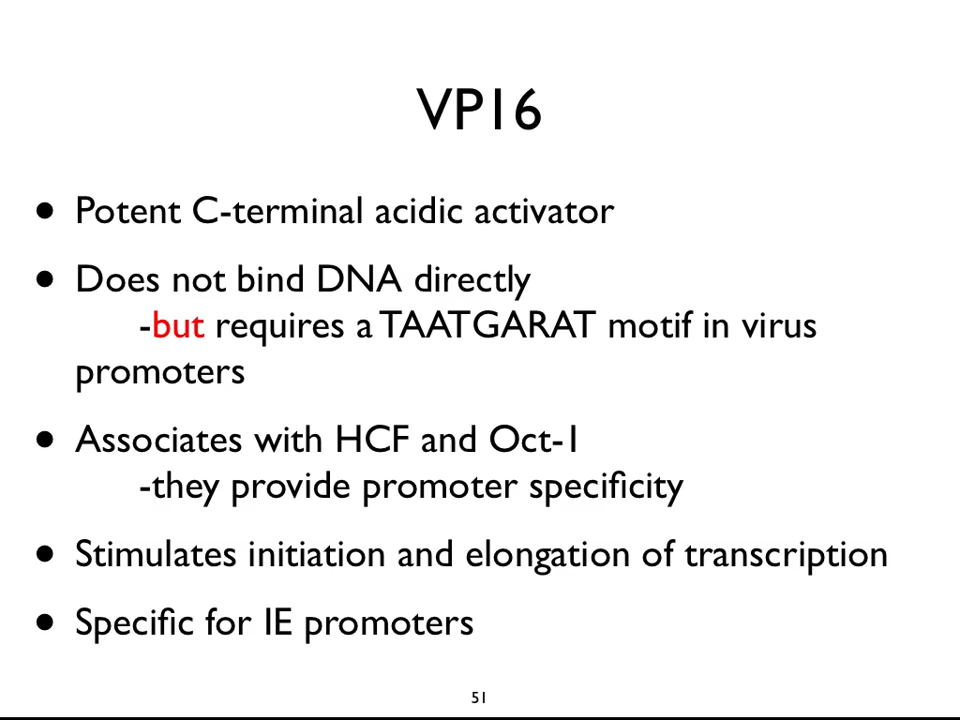 VP16
• Potent C-terminal acidic activator
• Does not bind DNA directly
-but requires a TAATGARAT motif in virus
promoters
• Associates with HCF and Oct-1
-they provide promoter specificity
• Stimulates initiation and elongation of transcription
• Specific for IE promoters
51